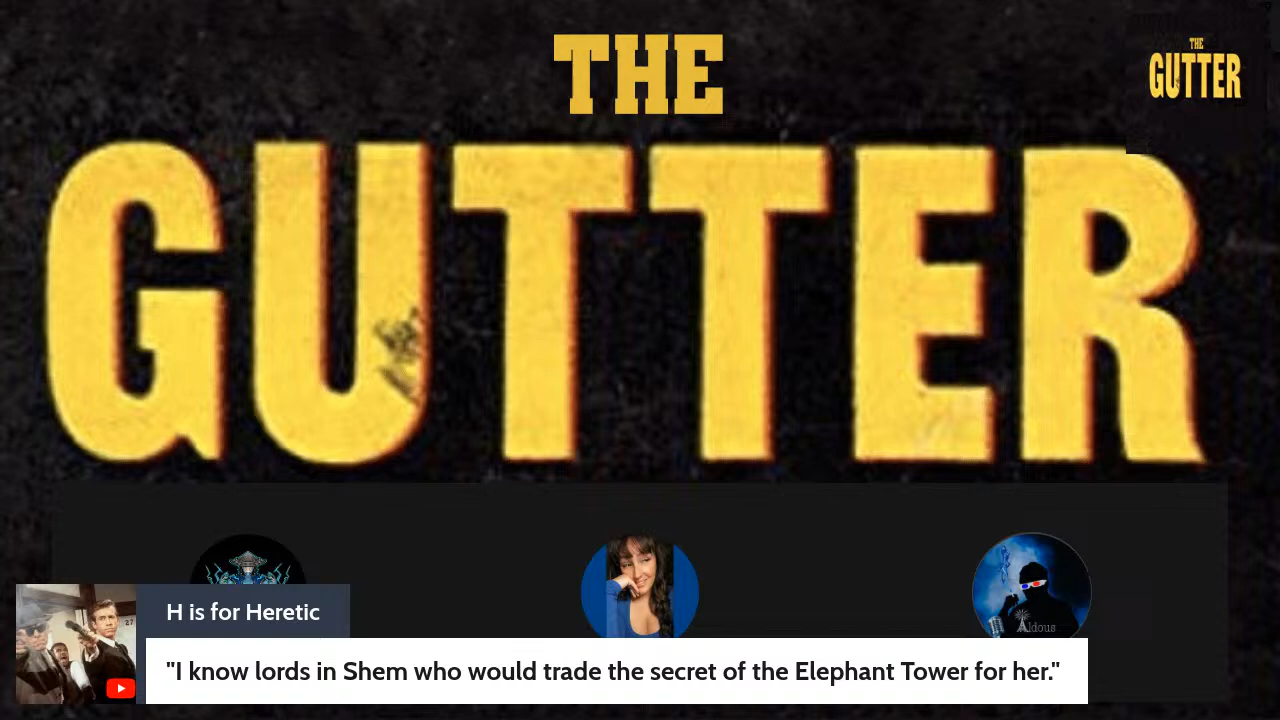 THE
GUTTER
THE
GUTTER
H is for Heretic
"I know lords in Shem who would trade the secret of the Elephant Tower for her."
Aldous